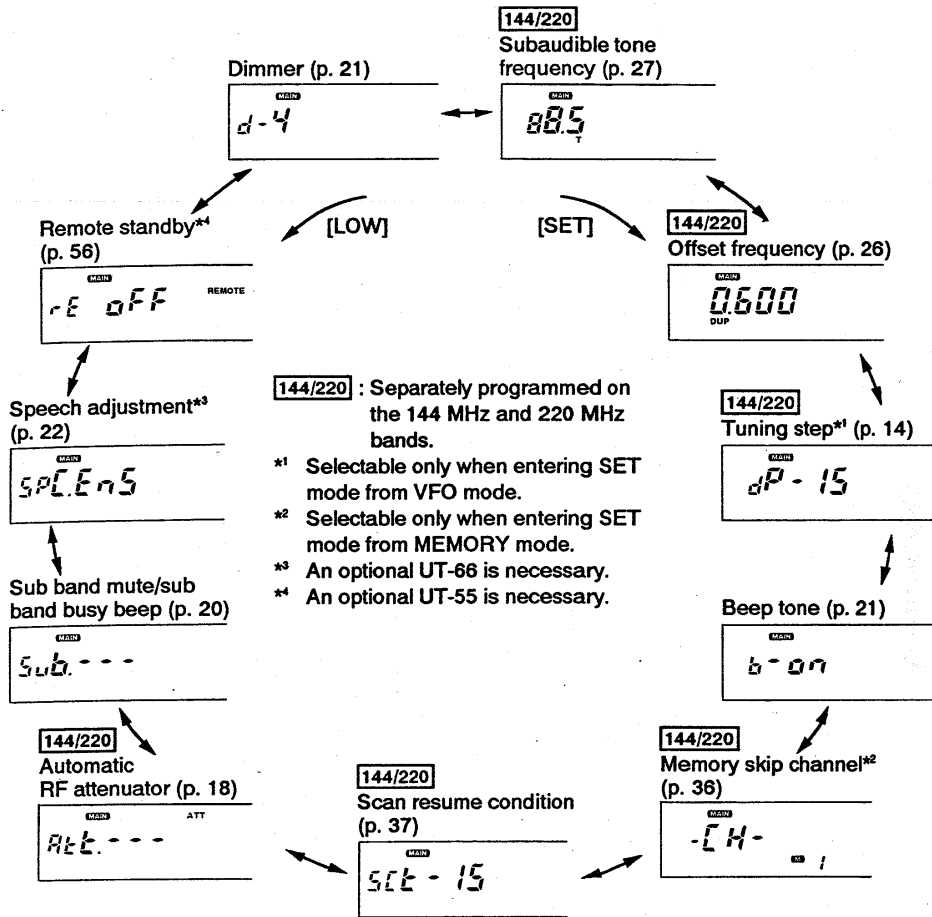 144/220
Subaudible tone
frequency (p. 27)
MAIN
88.5
T
Dimmer (p. 21)
MAIN
d-4
[LOW]
[SET]
Remote standby*4
(p. 56)
MAIN
rE oFF
REMOTE
144/220
Offset frequency (p. 26)
MAIN
0.600
DUP
Speech adjustment*3
(p. 22)
MAIN
SPC.EnS
144/220 : Separately programmed on
the 144 MHz and 220 MHz
bands.
*1 Selectable only when entering SET
mode from VFO mode.
*2 Selectable only when entering SET
mode from MEMORY mode.
*3 An optional UT-66 is necessary.
*4 An optional UT-55 is necessary.
144/220
Tuning step*1 (p. 14)
MAIN
dP - 15
Sub band mute/sub
band busy beep (p. 20)
MAIN
Sub.---
Beep tone (p. 21)
MAIN
b-on
144/220
Automatic
RF attenuator (p. 18)
MAIN
ATT
Att.---
144/220
Scan resume condition
(p. 37)
MAIN
SCt - 15
144/220
Memory skip channel*2
(p. 36)
MAIN
-CH-
M 1